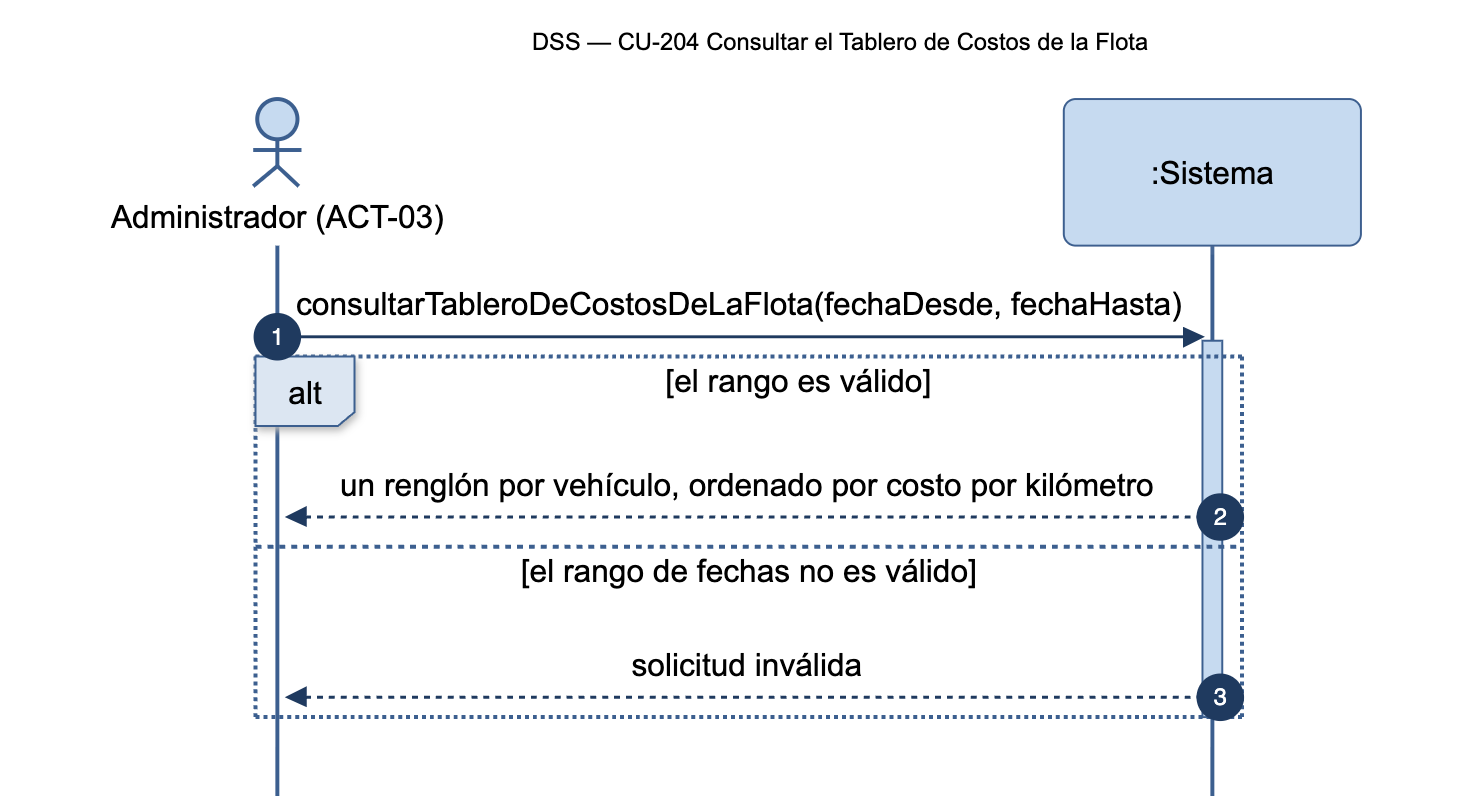 DSS — CU-204 Consultar el Tablero de Costos de la Flota
:Sistema
Administrador (ACT-03)
consultarTableroDeCostosDeLaFlota(fechaDesde, fechaHasta)
1
alt
[el rango es válido]
un renglón por vehículo, ordenado por costo por kilómetro
2
[el rango de fechas no es válido]
solicitud inválida
3